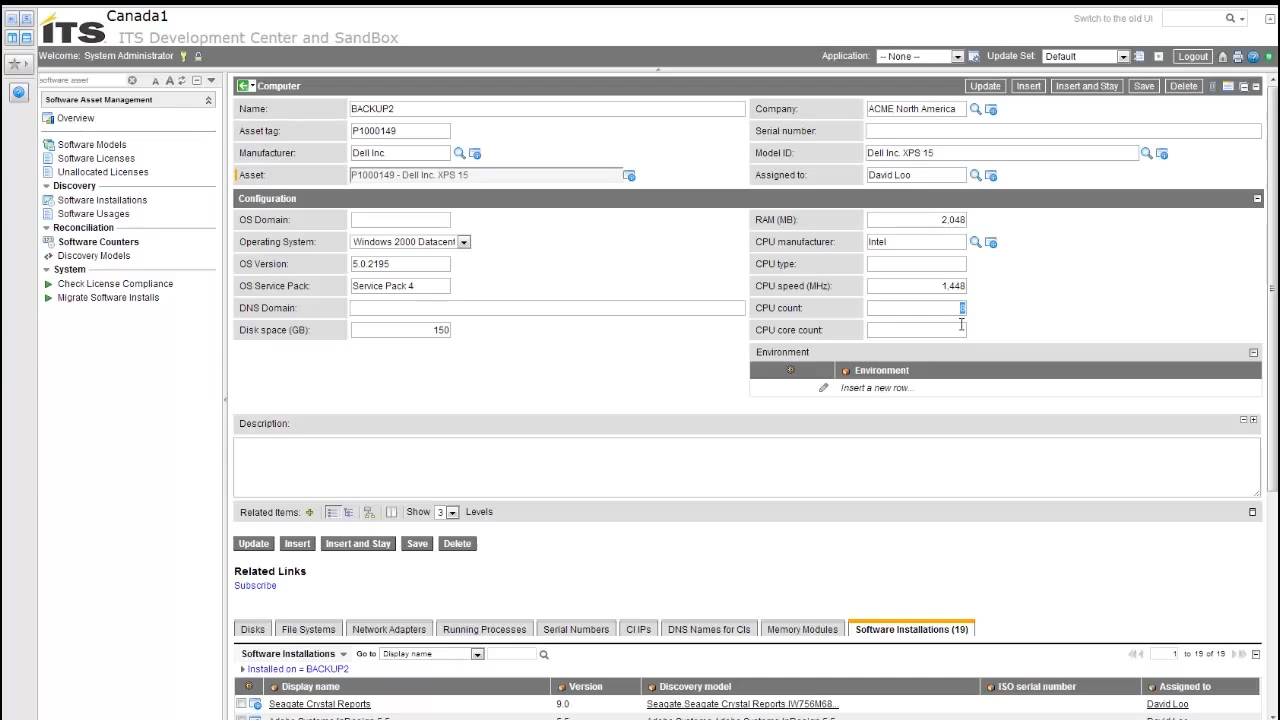 Canada1
Switch to the old UI
ITS
ITS Development Center and SandBox
Welcome: System Administrator
Application: -- None --
Update Set: Default
Logout
software asset
A A
Software Asset Management
Overview
Software Models
Software Licenses
Unallocated Licenses
Discovery
Software Installations
Software Usages
Reconciliation
Software Counters
Discovery Models
System
Check License Compliance
Migrate Software Installs
Computer
Update Insert Insert and Stay Save Delete
Name: BACKUP2
Company: ACME North America
Asset tag: P1000149
Serial number:
Manufacturer: Dell Inc.
Model ID: Dell Inc. XPS 15
Asset: P1000149 - Dell Inc. XPS 15
Assigned to: David Loo
Configuration
OS Domain:
RAM (MB): 2,048
Operating System: Windows 2000 Datacent
CPU manufacturer: Intel
OS Version: 5.0.2195
CPU type:
OS Service Pack: Service Pack 4
CPU speed (MHz): 1,448
DNS Domain:
CPU count: 8
Disk space (GB): 150
CPU core count:
Environment
Environment
Insert a new row...
Description:
Related Items: Show 3 Levels
Update Insert Insert and Stay Save Delete
Related Links
Subscribe
Disks File Systems Network Adapters Running Processes Serial Numbers CI IPs DNS Names for CIs Memory Modules Software Installations (19)
Software Installations Go to Display name 1 to 19 of 19
Installed on = BACKUP2
Display name Version Discovery model ISO serial number Assigned to
Seagate Crystal Reports 9.0 Seagate Seagate Crystal Reports IW756M68... David Loo